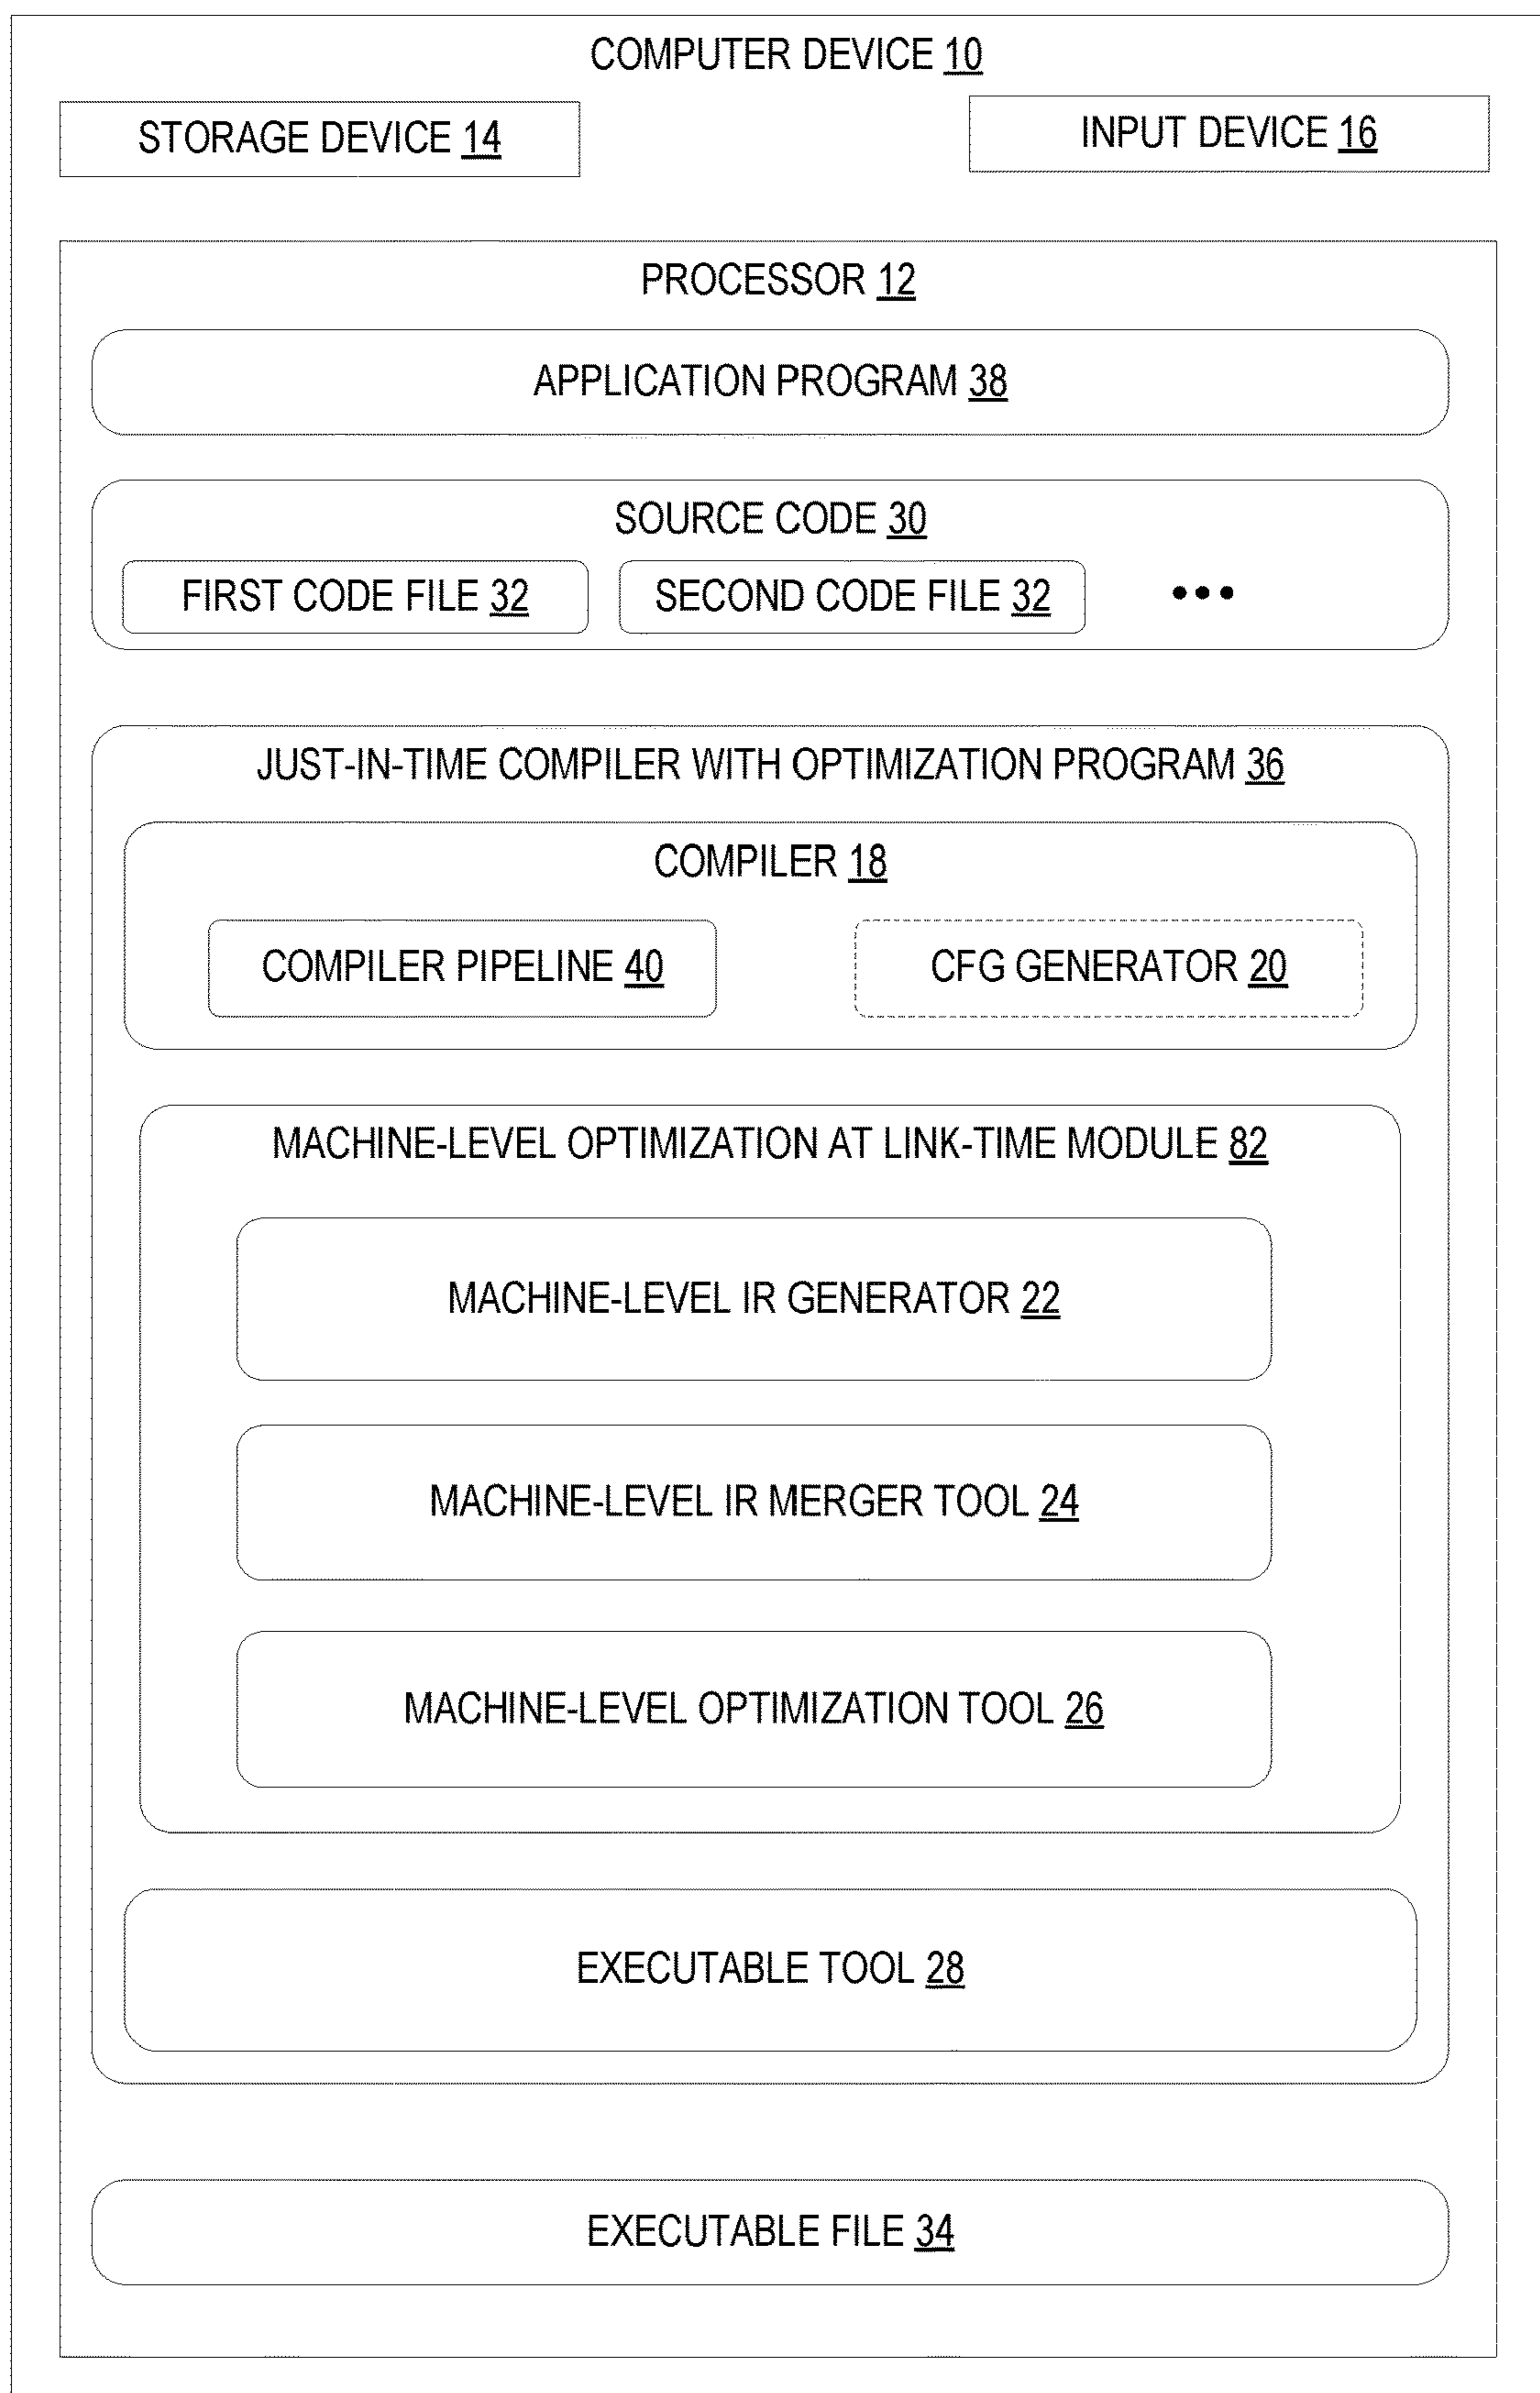 COMPUTER DEVICE 10
STORAGE DEVICE 14
INPUT DEVICE 16
PROCESSOR 12
APPLICATION PROGRAM 38
SOURCE CODE 30
FIRST CODE FILE 32
SECOND CODE FILE 32
•••
JUST-IN-TIME COMPILER WITH OPTIMIZATION PROGRAM 36
COMPILER 18
COMPILER PIPELINE 40
CFG GENERATOR 20
MACHINE-LEVEL OPTIMIZATION AT LINK-TIME MODULE 82
MACHINE-LEVEL IR GENERATOR 22
MACHINE-LEVEL IR MERGER TOOL 24
MACHINE-LEVEL OPTIMIZATION TOOL 26
EXECUTABLE TOOL 28
EXECUTABLE FILE 34